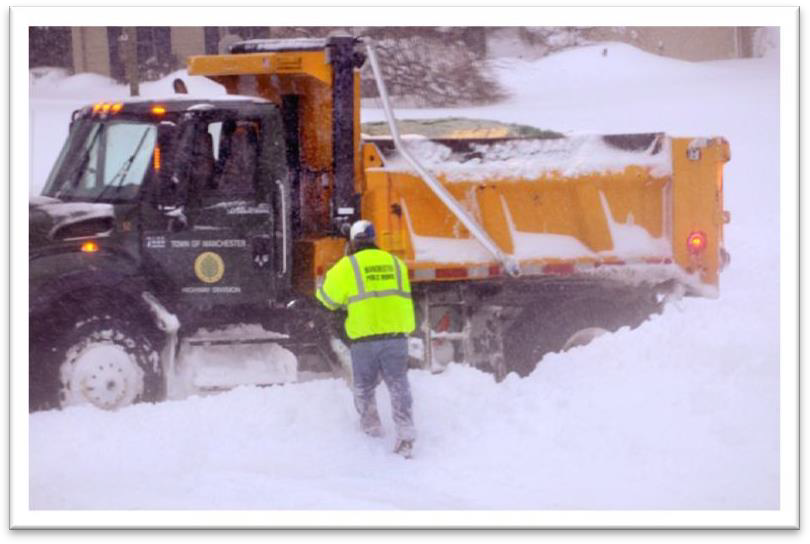 TOWN OF MANCHESTER
HIGHWAY DIVISION
MANCHESTER
PUBLIC WORKS